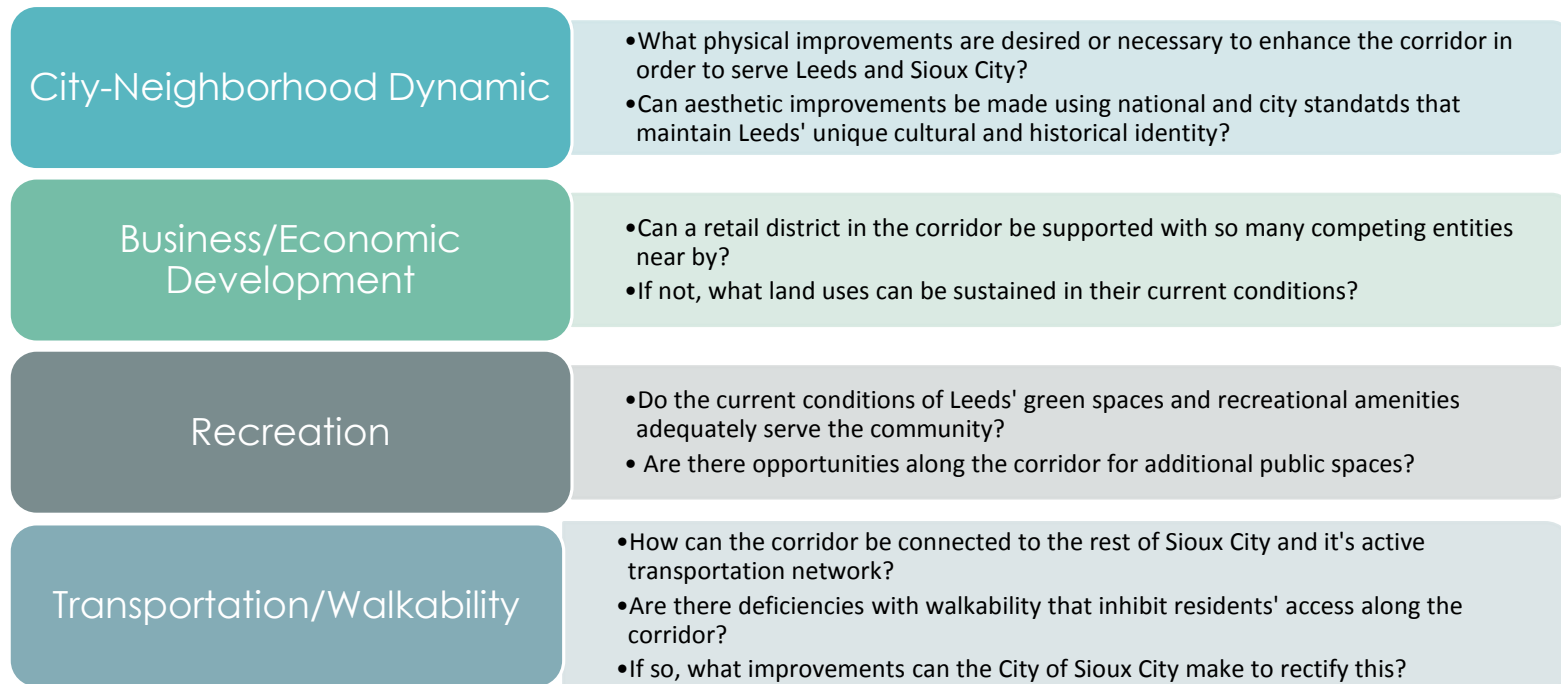 City-Neighborhood Dynamic
•What physical improvements are desired or necessary to enhance the corridor in
order to serve Leeds and Sioux City?
•Can aesthetic improvements be made using national and city standatds that
maintain Leeds' unique cultural and historical identity?
Business/Economic
Development
•Can a retail district in the corridor be supported with so many competing entities
near by?
•If not, what land uses can be sustained in their current conditions?
Recreation
•Do the current conditions of Leeds' green spaces and recreational amenities
adequately serve the community?
• Are there opportunities along the corridor for additional public spaces?
Transportation/Walkability
•How can the corridor be connected to the rest of Sioux City and it's active
transportation network?
•Are there deficiencies with walkability that inhibit residents' access along the
corridor?
•If so, what improvements can the City of Sioux City make to rectify this?